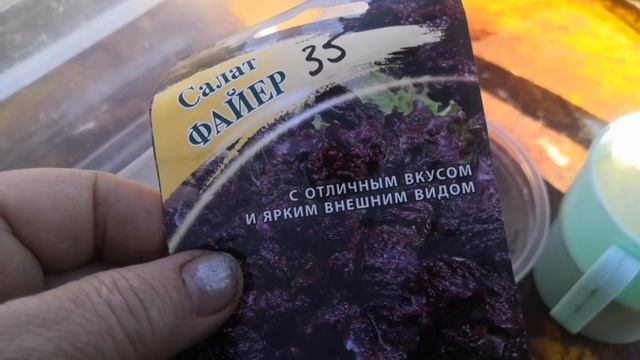 Салат
ФАЙЕР
35
С ОТЛИЧНЫМ ВКУСОМ
И ЯРКИМ ВНЕШНИМ ВИДОМ